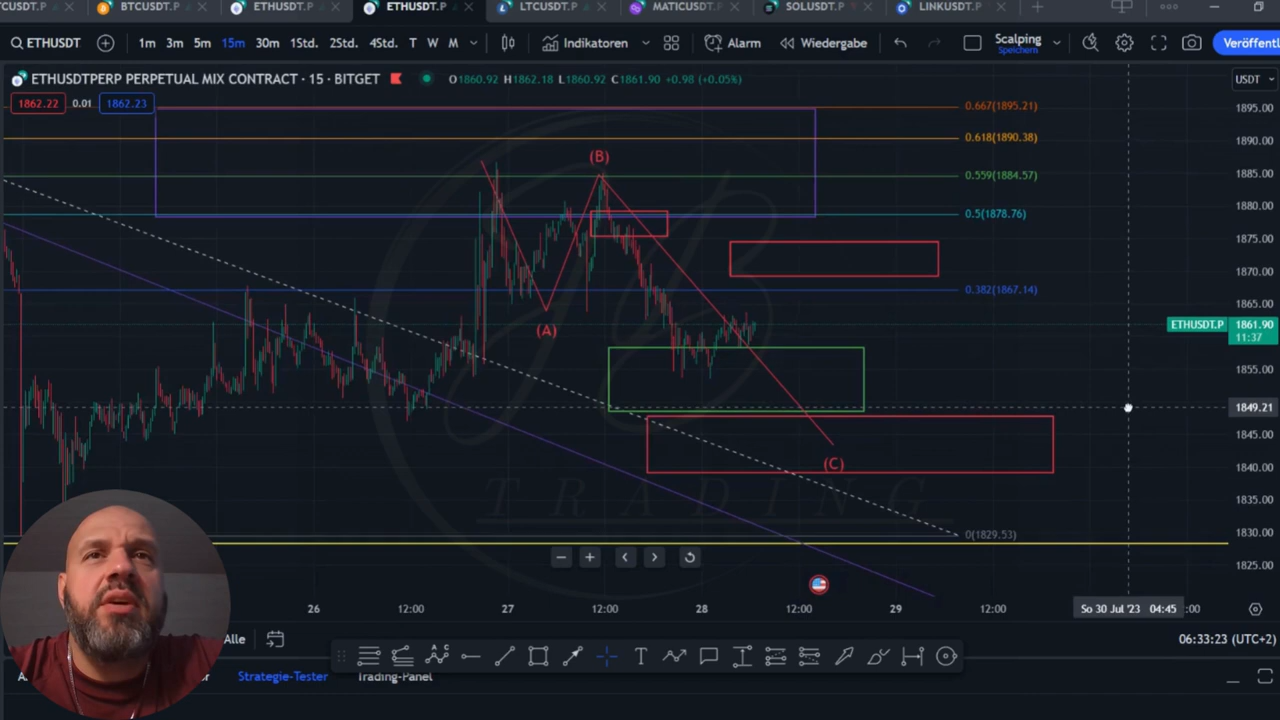 CUSDT.P BTCUSDT.P ETHUSDT.P ETHUSDT.P LTCUSDT.P MATICUSDT.P SOLUSDT.P LINKUSDT.P
ETHUSDT 1m 3m 5m 15m 30m 1Std. 2Std. 4Std. T W M Indikatoren Alarm Wiedergabe Scalping Speichern Veröffentl
ETHUSDTPERP PERPETUAL MIX CONTRACT · 15 · BITGET O1860.92 H1862.18 L1860.92 C1861.90 +0.98 (+0.05%) USDT
1862.22 0.01 1862.23
0.667(1895.21) 1895.00
0.618(1890.38) 1890.00
(B)
0.559(1884.57) 1885.00
0.5(1878.76) 1880.00
1875.00
1870.00
0.382(1867.14)
1865.00
(A) ETHUSDT.P 1861.90
11:37
1855.00
1849.21
1845.00
(C) 1840.00
1835.00
TRADING
0(1829.53) 1830.00
1825.00
26 12:00 27 12:00 28 12:00 29 12:00 So 30 Jul '23 04:45 :00
Alle 06:33:23 (UTC+2)
Strategie-Tester Trading-Panel